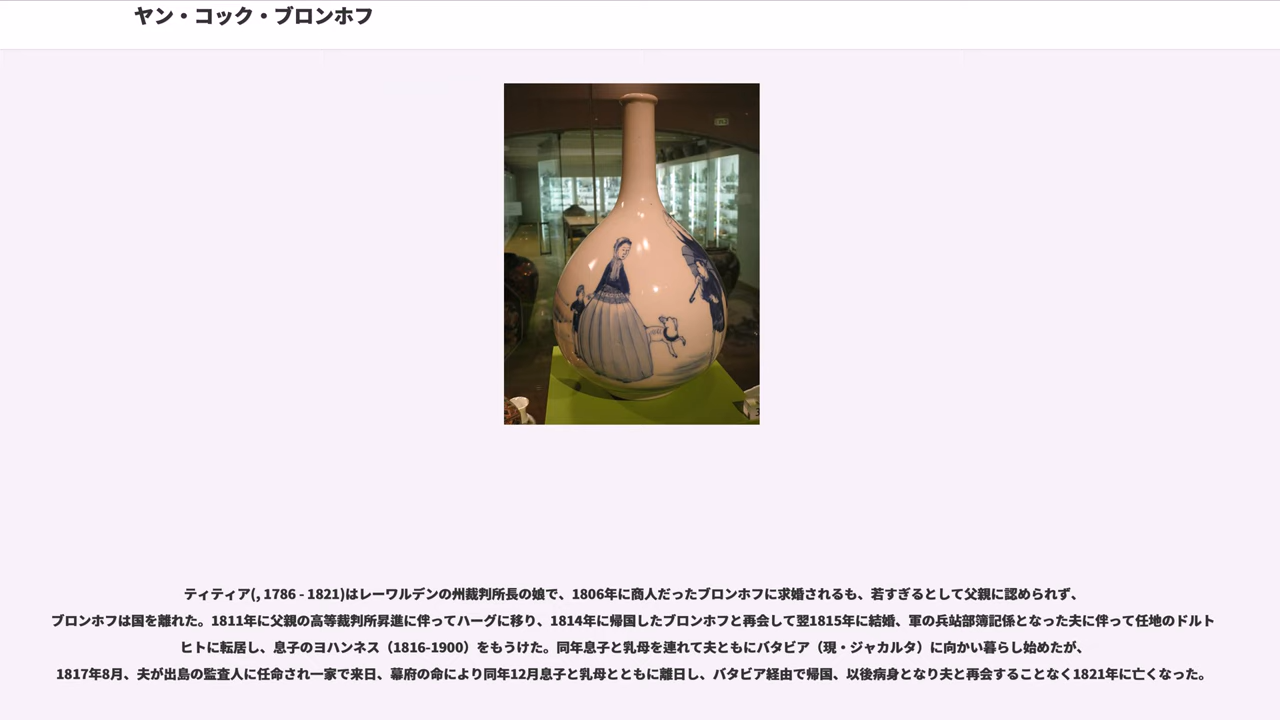 ヤン・コック・ブロンホフ
ティティア(, 1786 - 1821)はレーワルデンの州裁判所長の娘で、1806年に商人だったブロンホフに求婚されるも、若すぎるとして父親に認められず、
ブロンホフは国を離れた。1811年に父親の高等裁判所昇進に伴ってハーグに移り、1814年に帰国したブロンホフと再会して翌1815年に結婚、軍の兵站部簿記係となった夫に伴って任地のドルト
ヒトに転居し、息子のヨハンネス（1816-1900）をもうけた。同年息子と乳母を連れて夫ともにバタビア（現・ジャカルタ）に向かい暮らし始めたが、
1817年8月、夫が出島の監査人に任命され一家で来日、幕府の命により同年12月息子と乳母とともに離日し、バタビア経由で帰国、以後病身となり夫と再会することなく1821年に亡くなった。